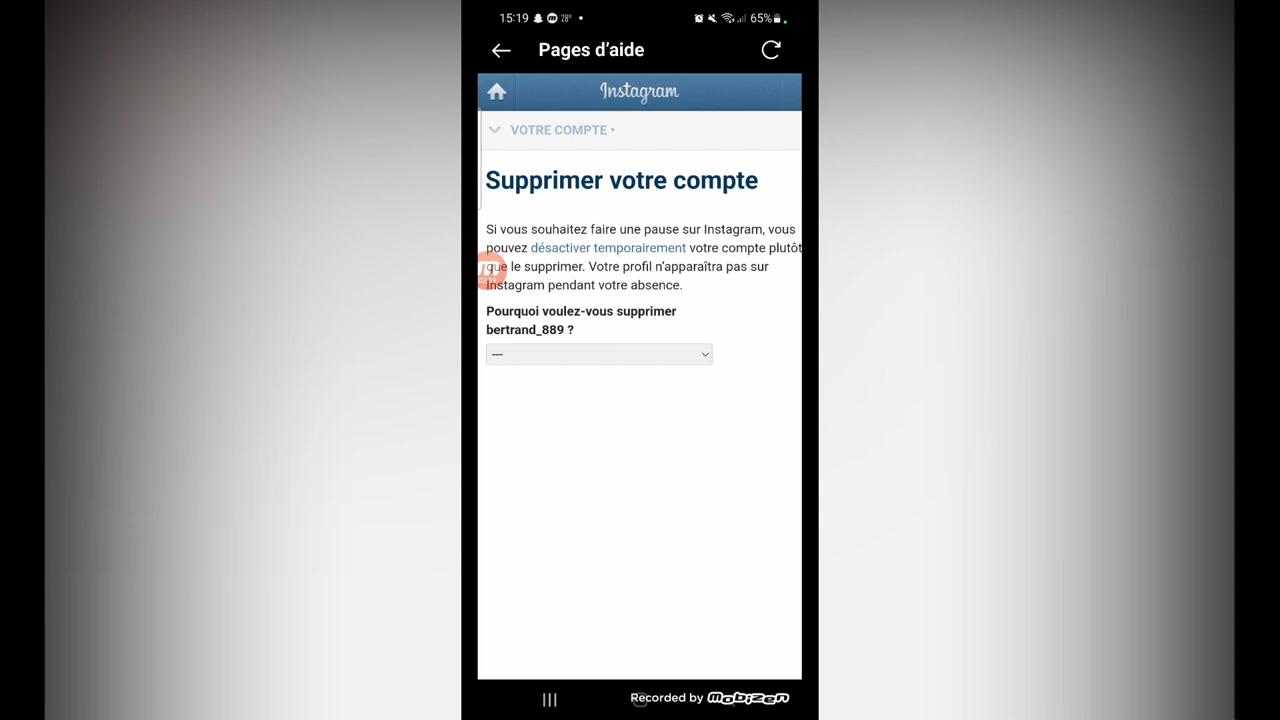 15:19 28° 65%
Pages d’aide
Instagram
VOTRE COMPTE •
Supprimer votre compte
Si vous souhaitez faire une pause sur Instagram, vous
pouvez désactiver temporairement votre compte plutôt
que le supprimer. Votre profil n’apparaîtra pas sur
Instagram pendant votre absence.
Pourquoi voulez-vous supprimer
bertrand_889 ?
---
Recorded by mobizen